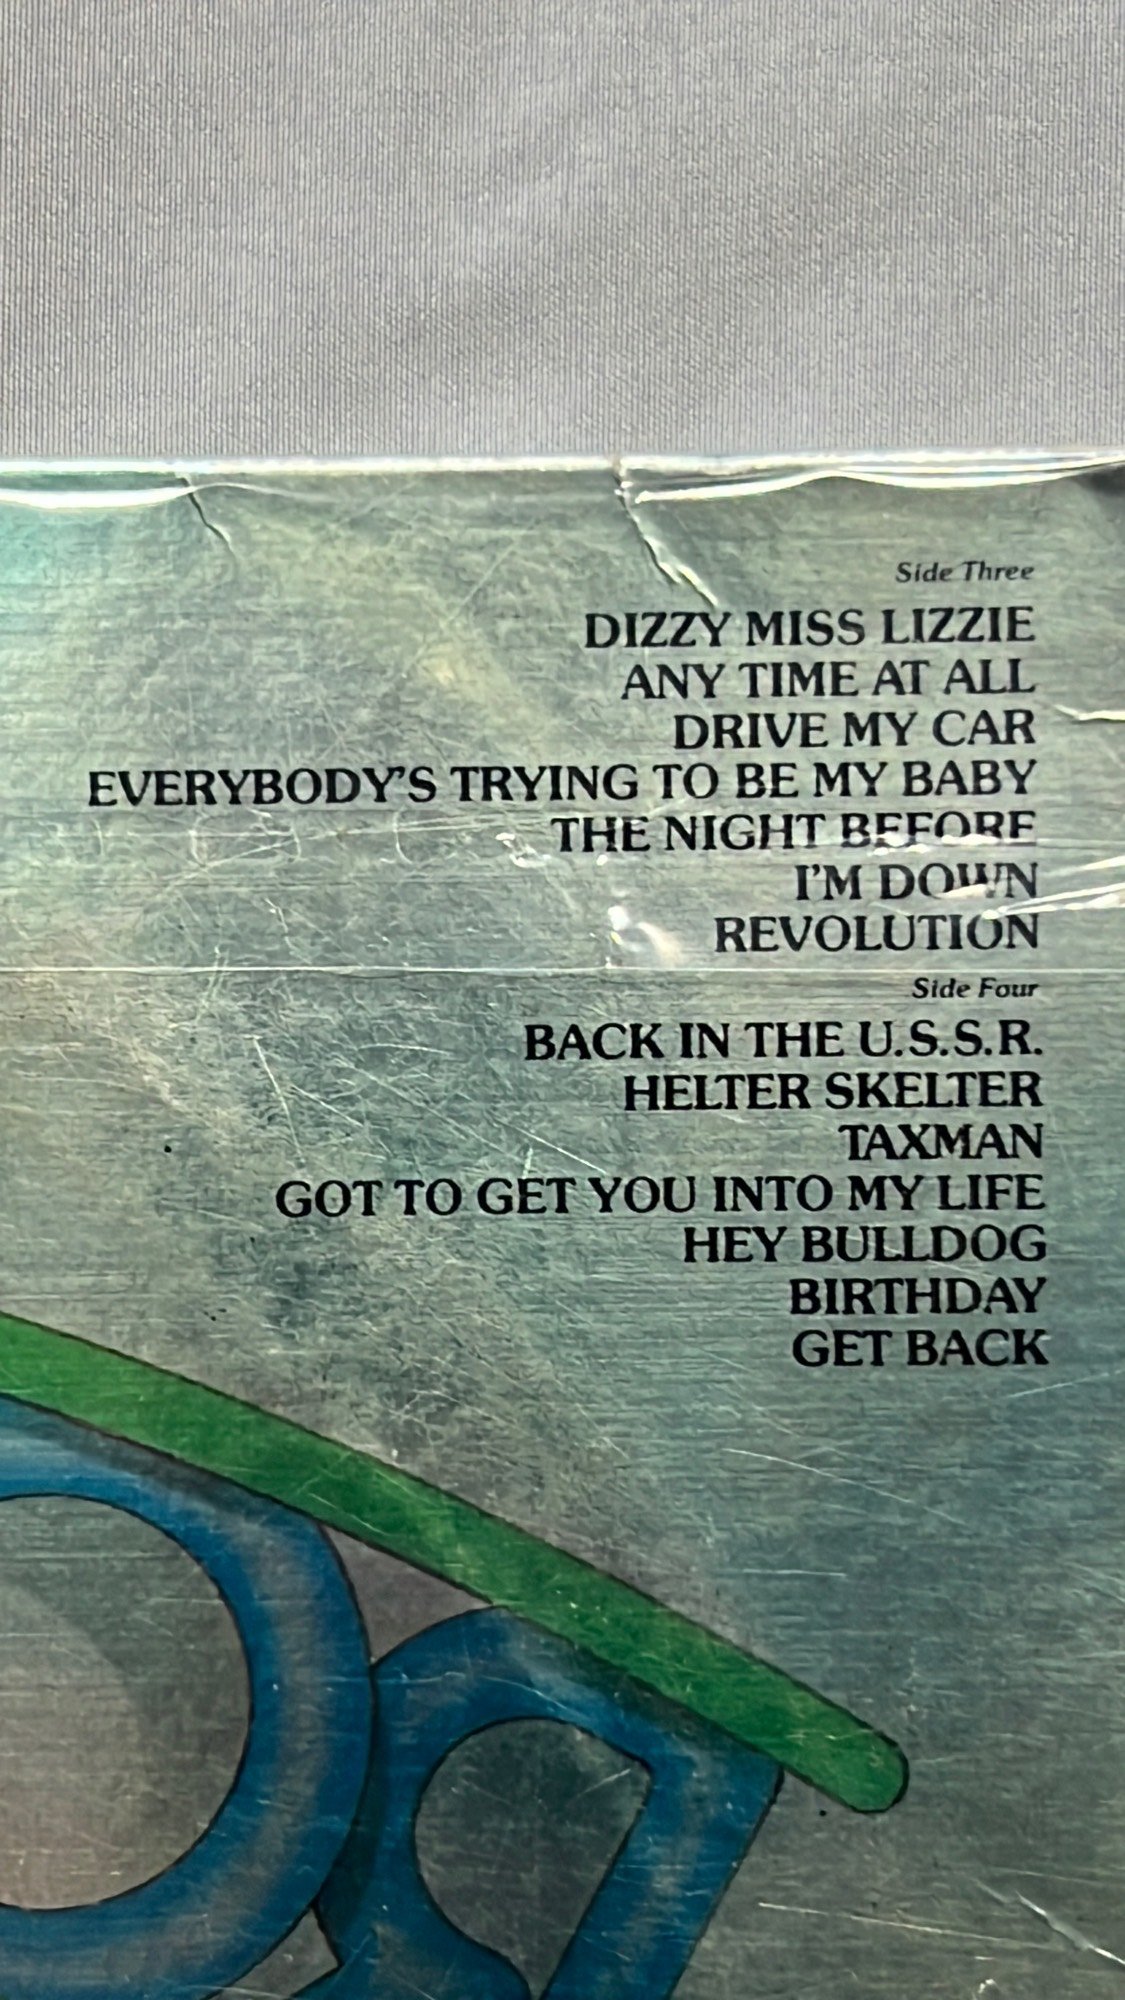 Side Three
DIZZY MISS LIZZIE
ANY TIME AT ALL
DRIVE MY CAR
EVERYBODY'S TRYING TO BE MY BABY
THE NIGHT BEFORE
I'M DOWN
REVOLUTION
Side Four
BACK IN THE U.S.S.R.
HELTER SKELTER
TAXMAN
GOT TO GET YOU INTO MY LIFE
HEY BULLDOG
BIRTHDAY
GET BACK